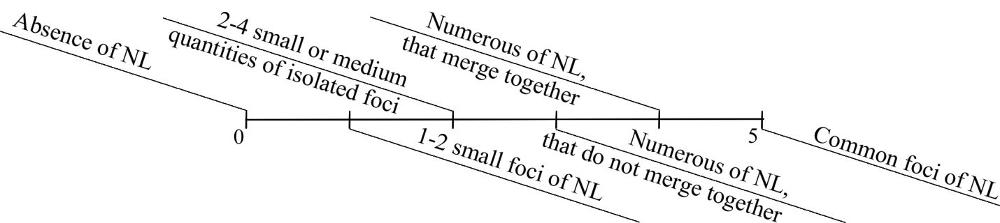 Absence of NL
2-4 small or medium
quantities of isolated foci
Numerous of NL,
that merge together
0
1-2 small foci of NL
Numerous of NL,
that do not merge together
5
Common foci of NL